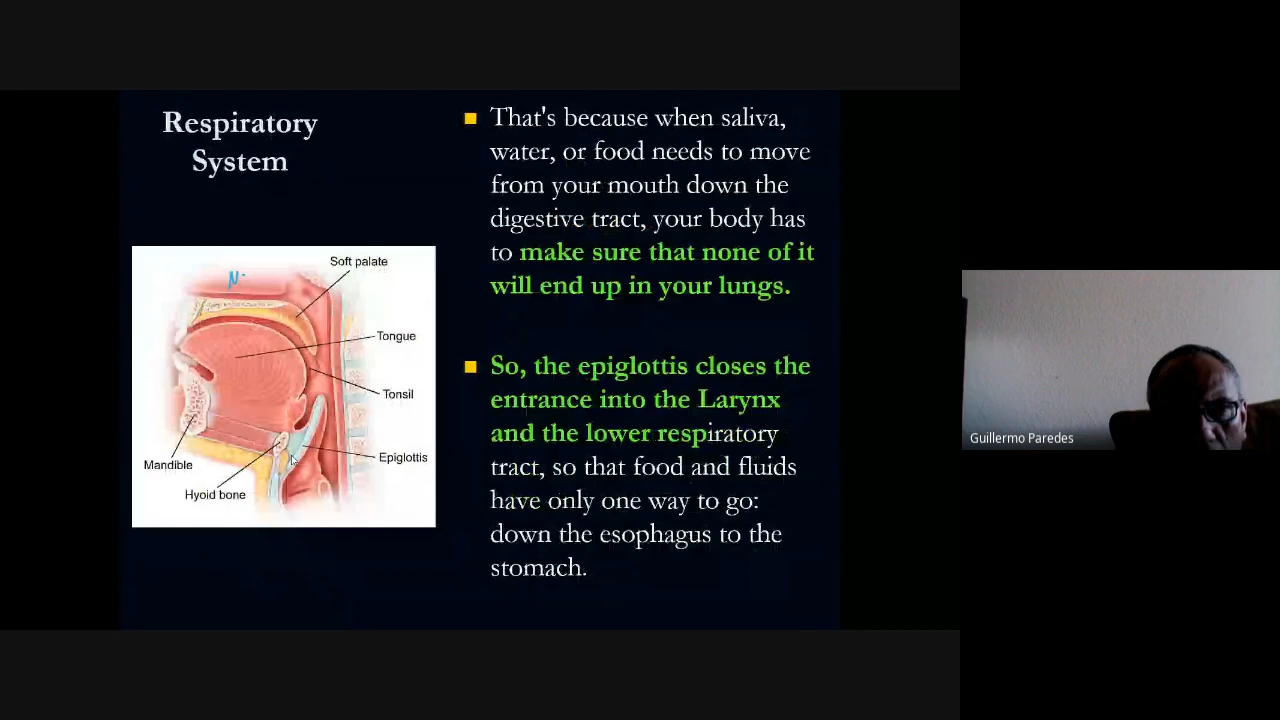 Respiratory
System
That's because when saliva,
water, or food needs to move
from your mouth down the
digestive tract, your body has
to make sure that none of it
will end up in your lungs.
So, the epiglottis closes the
entrance into the Larynx
and the lower respiratory
tract, so that food and fluids
have only one way to go:
down the esophagus to the
stomach.
Soft palate
Tongue
Tonsil
Epiglottis
Mandible
Hyoid bone
Guillermo Paredes